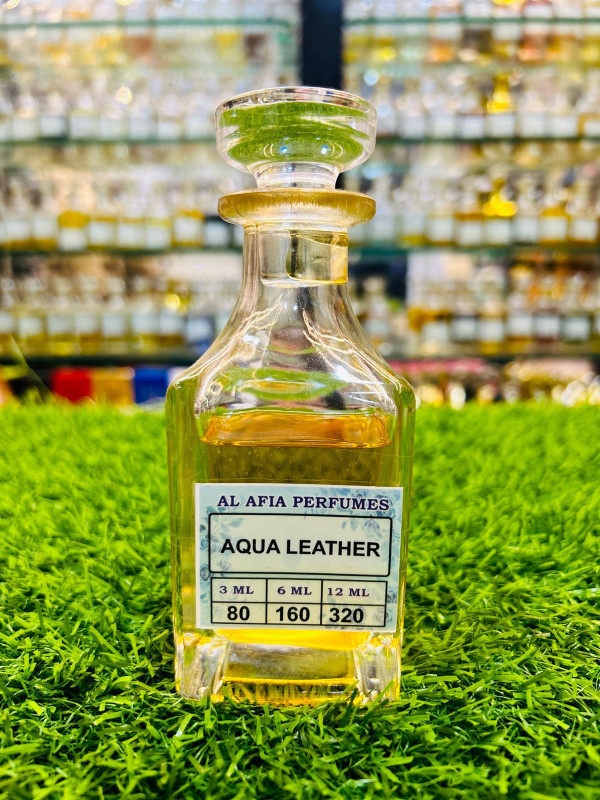 AL AFIA PERFUMES
AQUA LEATHER
3 ML 6 ML 12 ML
80 160 320